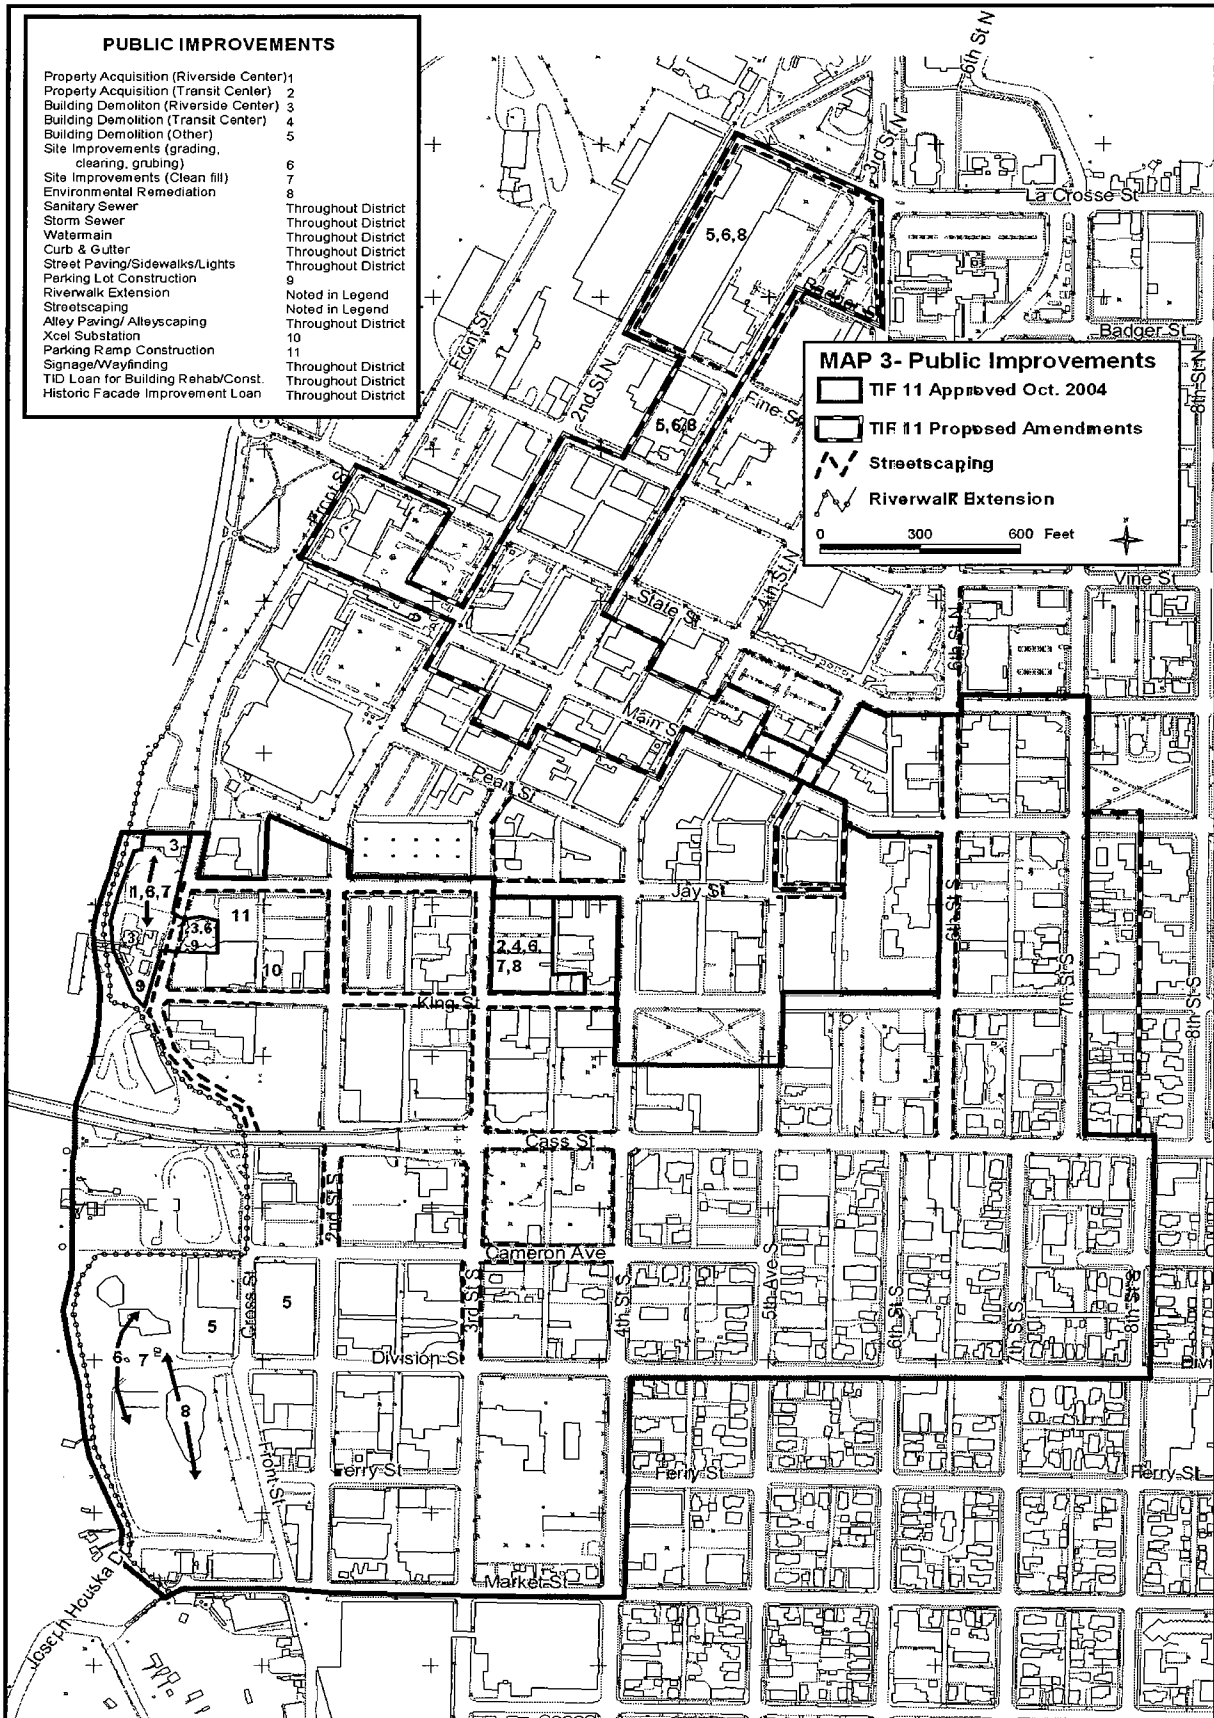 PUBLIC IMPROVEMENTS
Property Acquisition (Riverside Center)1
Property Acquisition (Transit Center) 2
Building Demoliton (Riverside Center) 3
Building Demolition (Transit Center) 4
Building Demolition (Other) 5
Site Improvements (grading,
clearing, grubing) 6
Site Improvements (Clean fill) 7
Environmental Remediation 8
Sanitary Sewer Throughout District
Storm Sewer Throughout District
Watermain Throughout District
Curb & Gutter Throughout District
Street Paving/Sidewalks/Lights Throughout District
Parking Lot Construction 9
Riverwalk Extension Noted in Legend
Streetscaping Noted in Legend
Alley Paving/ Alleyscaping Throughout District
Xcel Substation 10
Parking Ramp Construction 11
Signage/Wayfinding Throughout District
TID Loan for Building Rehab/Const. Throughout District
Historic Facade Improvement Loan Throughout District
6th St N
3rd St N
La Crosse St
5,6,8
Badger St
Front St
MAP 3- Public Improvements
TIF 11 Approved Oct. 2004
TIF 11 Proposed Amendments
Streetscaping
Riverwalk Extension
0 300 600 Feet
N
8th St N
2nd St N
5,6,8
Front St
Vine St
State St
4th St N
6th St N
Main St
Pearl St
3
1,6,7
Jay St
11
3,6
9
3
2,4,6,
7,8
10
9
King St
6th St S
7th St S
8th St S
Cass St
2nd St S
Cameron Ave
Cross St
5
5
3rd St S
4th St S
5th Ave S
6th St S
7th St S
8th St S
Division St
Divi
6
7
8
Front St
Ferry St
Ferry St
Ferry St
Market St
Joseph Houska Dr